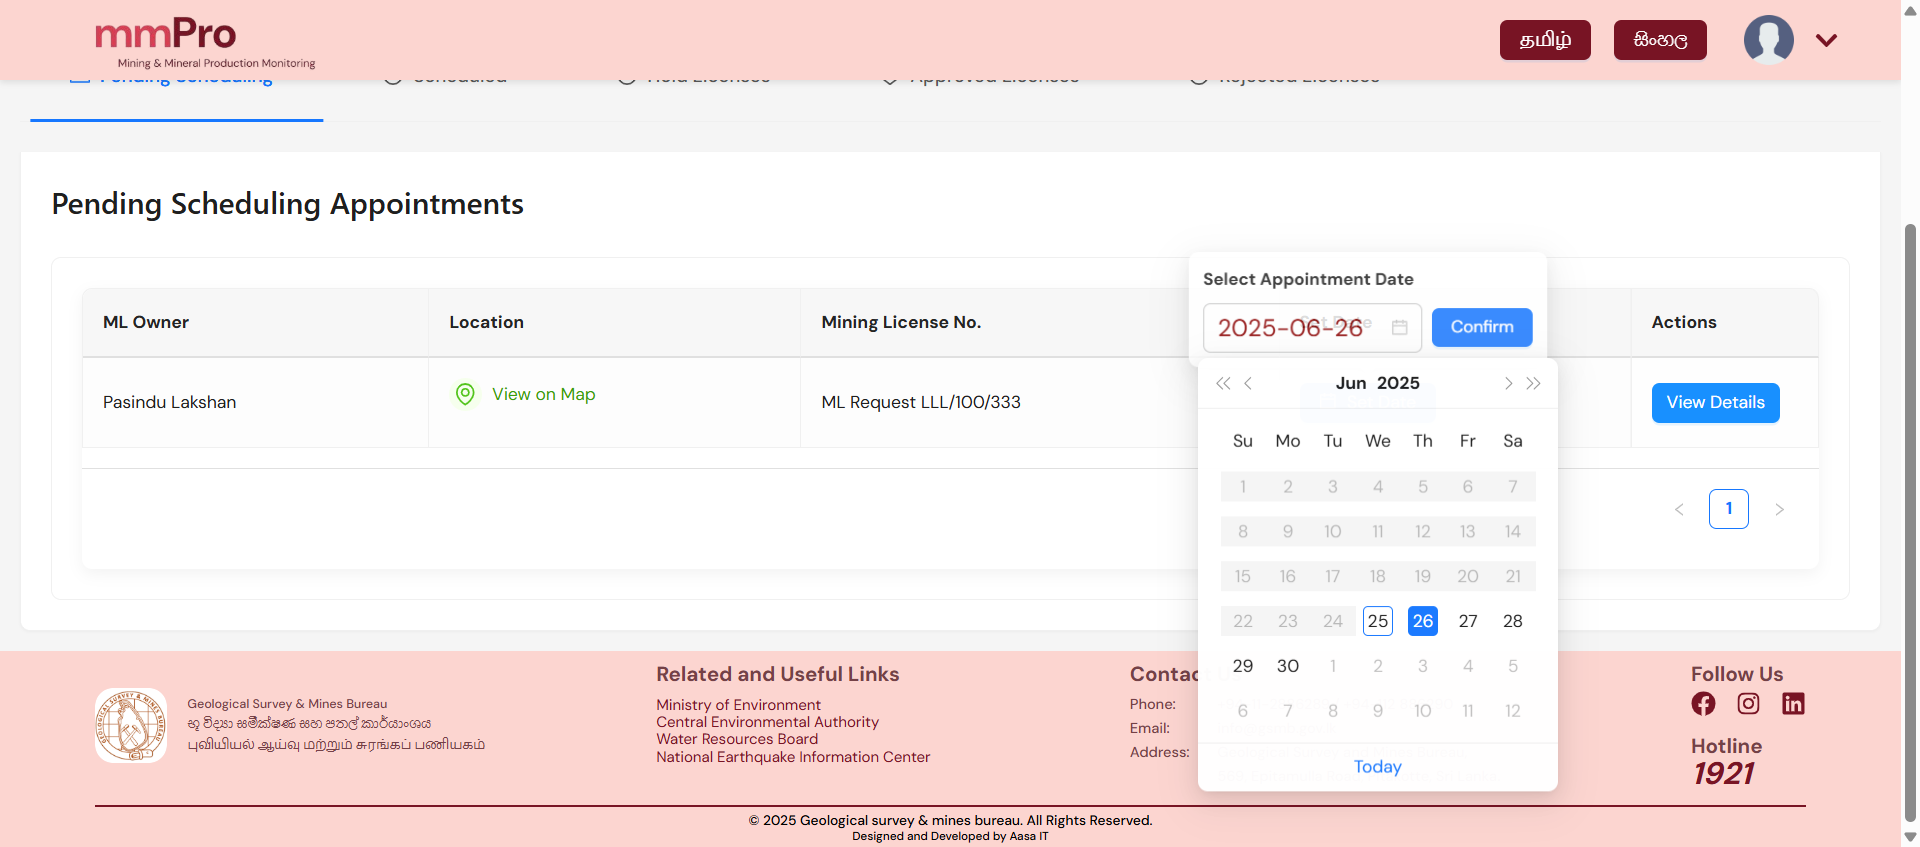 mmPro
Mining & Mineral Production Monitoring
தமிழ்
සිංහල
Pending Scheduling
Scheduled
Hold Licenses
Approved Licenses
Rejected Licenses
Pending Scheduling Appointments
Select Appointment Date
2025-06-26
Set Date
Confirm
ML Owner
Location
Mining License No.
Actions
Pasindu Lakshan
View on Map
ML Request LLL/100/333
View Details
Jun 2025
Su Mo Tu We Th Fr Sa
1 2 3 4 5 6 7
8 9 10 11 12 13 14
15 16 17 18 19 20 21
22 23 24 25 26 27 28
29 30 1 2 3 4 5
6 7 8 9 10 11 12
Today
< 1 >
Geological Survey & Mines Bureau
භූ විද්‍යා සමීක්ෂණ සහ පතල් කාර්යාංශය
புவியியல் ஆய்வு மற்றும் சுரங்கப் பணியகம்
Related and Useful Links
Ministry of Environment
Central Environmental Authority
Water Resources Board
National Earthquake Information Center
Contac
Phone:
Email:
Address:
Follow Us
Hotline
1921
© 2025 Geological survey & mines bureau. All Rights Reserved.
Designed and Developed by Aasa IT